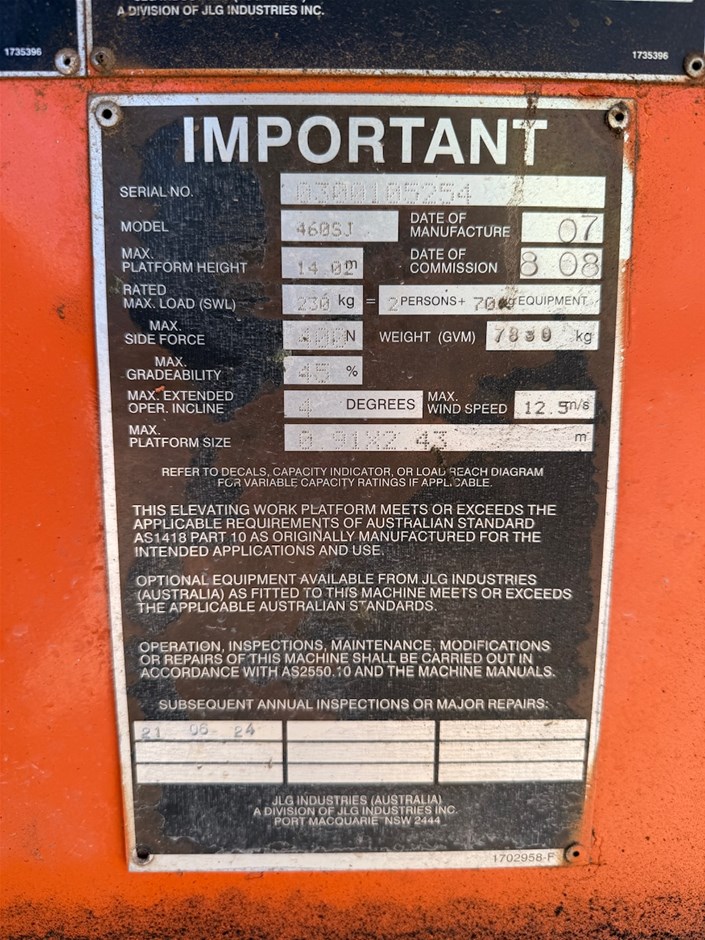 A DIVISION OF JLG INDUSTRIES INC.
1735396
1735396
IMPORTANT
SERIAL NO. 0300105254
MODEL 460SJ DATE OF MANUFACTURE 07
MAX. PLATFORM HEIGHT 14.02m DATE OF COMMISSION 8 08
RATED MAX. LOAD (SWL) 230 kg = 2 PERSONS+ 70 kg EQUIPMENT
MAX. SIDE FORCE 400 N WEIGHT (GVM) kg
MAX. GRADEABILITY 45 %
MAX. EXTENDED OPER. INCLINE 4 DEGREES MAX. WIND SPEED 12.5 m/s
MAX. PLATFORM SIZE 0.91X2.43 m
REFER TO DECALS, CAPACITY INDICATOR, OR LOAD REACH DIAGRAM
FOR VARIABLE CAPACITY RATINGS IF APPLICABLE.
THIS ELEVATING WORK PLATFORM MEETS OR EXCEEDS THE
APPLICABLE REQUIREMENTS OF AUSTRALIAN STANDARD
AS1418 PART 10 AS ORIGINALLY MANUFACTURED FOR THE
INTENDED APPLICATIONS AND USE.
OPTIONAL EQUIPMENT AVAILABLE FROM JLG INDUSTRIES
(AUSTRALIA) AS FITTED TO THIS MACHINE MEETS OR EXCEEDS
THE APPLICABLE AUSTRALIAN STANDARDS.
OPERATION, INSPECTIONS, MAINTENANCE, MODIFICATIONS
OR REPAIRS OF THIS MACHINE SHALL BE CARRIED OUT IN
ACCORDANCE WITH AS2550.10 AND THE MACHINE MANUALS.
SUBSEQUENT ANNUAL INSPECTIONS OR MAJOR REPAIRS:
21 06 24
JLG INDUSTRIES (AUSTRALIA)
A DIVISION OF JLG INDUSTRIES INC.
PORT MACQUARIE NSW 2444
1702958-F